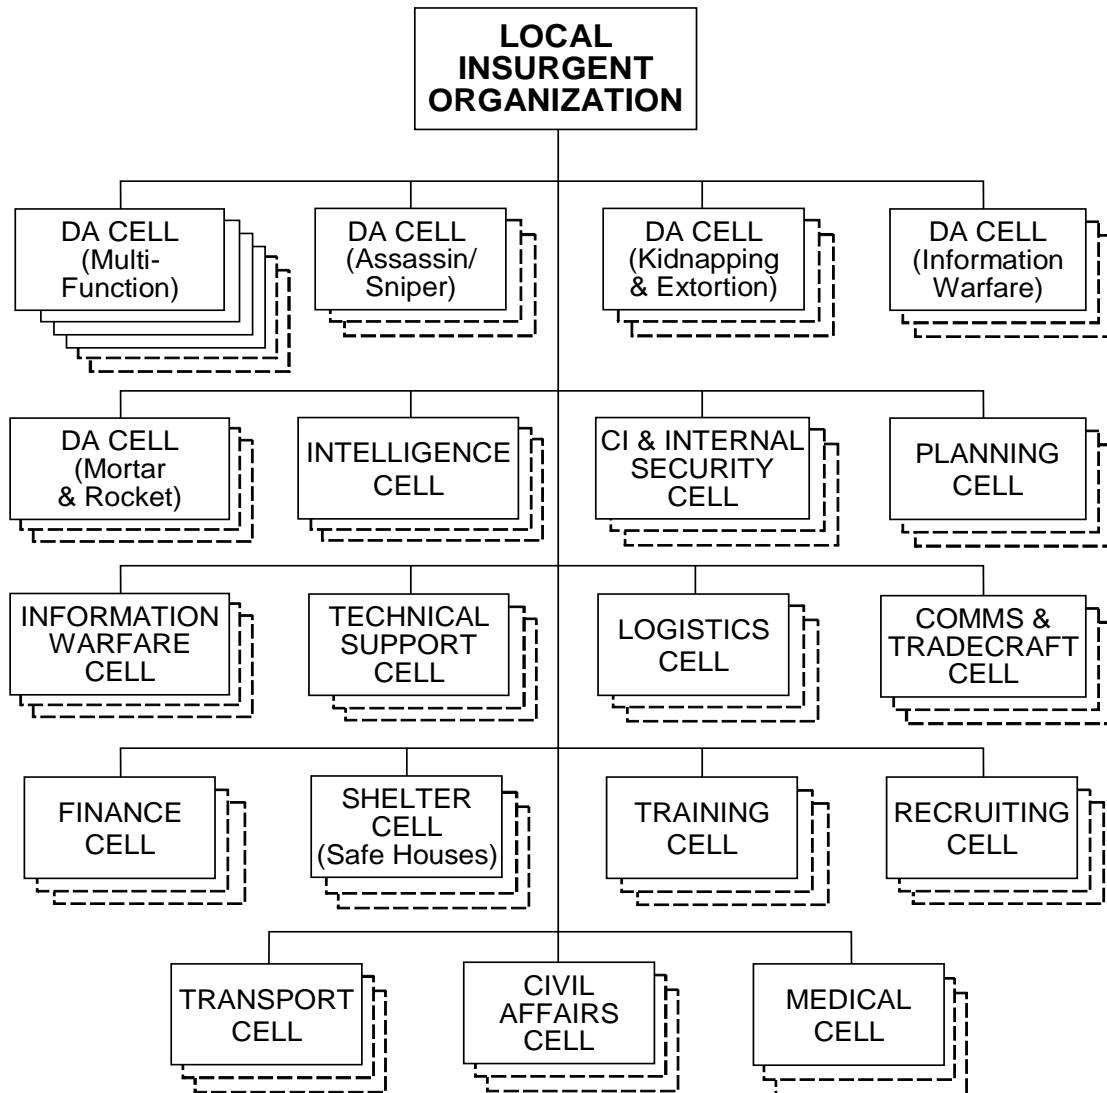 LOCAL
INSURGENT
ORGANIZATION
DA CELL
(Multi-
Function)
DA CELL
(Assassin/
Sniper)
DA CELL
(Kidnapping
& Extortion)
DA CELL
(Information
Warfare)
DA CELL
(Mortar
& Rocket)
INTELLIGENCE
CELL
CI & INTERNAL
SECURITY
CELL
PLANNING
CELL
INFORMATION
WARFARE
CELL
TECHNICAL
SUPPORT
CELL
LOGISTICS
CELL
COMMS &
TRADECRAFT
CELL
FINANCE
CELL
SHELTER
CELL
(Safe Houses)
TRAINING
CELL
RECRUITING
CELL
TRANSPORT
CELL
CIVIL
AFFAIRS
CELL
MEDICAL
CELL